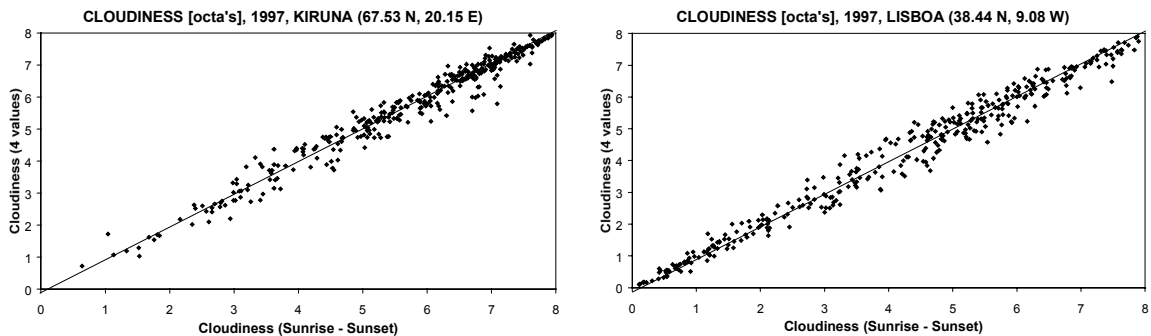 CLOUDINESS [octa's], 1997, KIRUNA (67.53 N, 20.15 E)
8
7
6
5
4
3
2
1
0
Cloudiness (4 values)
0 1 2 3 4 5 6 7 8
Cloudiness (Sunrise - Sunset)
CLOUDINESS [octa's], 1997, LISBOA (38.44 N, 9.08 W)
8
7
6
5
4
3
2
1
0
Cloudiness (4 values)
0 1 2 3 4 5 6 7 8
Cloudiness (Sunrise - Sunset)